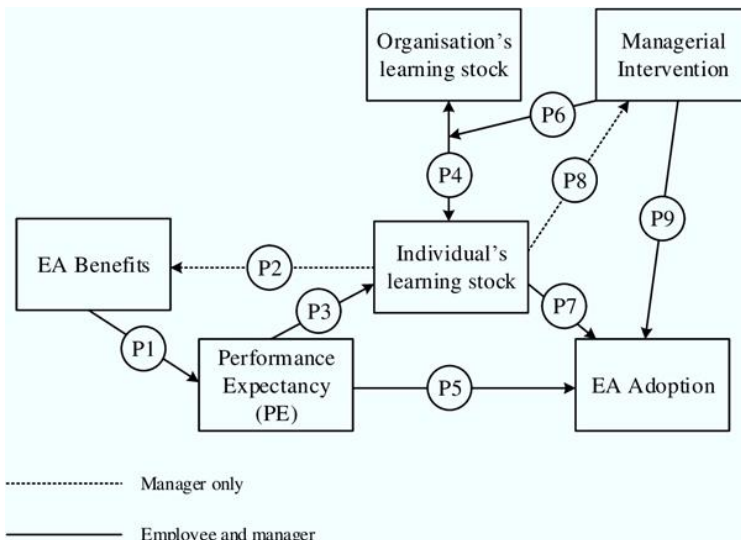 Organisation's
learning stock
Managerial
Intervention
P6
P4
P8
P9
EA Benefits
P2
Individual's
learning stock
P1
P3
P7
Performance
Expectancy
(PE)
P5
EA Adoption
Manager only
Employee and manager